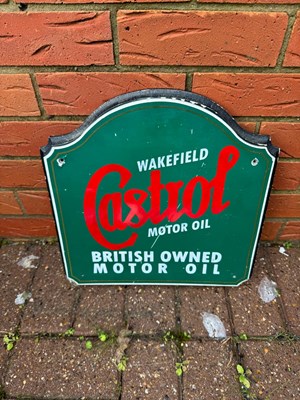 WAKEFIELD
Castrol
MOTOR OIL
BRITISH OWNED
MOTOR OIL